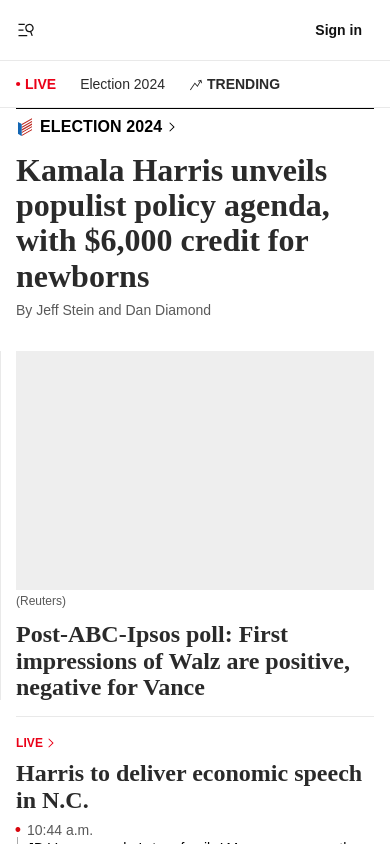 Sign in
LIVE
Election 2024
TRENDING
ELECTION 2024
Kamala Harris unveils
populist policy agenda,
with $6,000 credit for
newborns
By Jeff Stein and Dan Diamond
(Reuters)
Post-ABC-Ipsos poll: First
impressions of Walz are positive,
negative for Vance
LIVE
Harris to deliver economic speech
in N.C.
10:44 a.m.